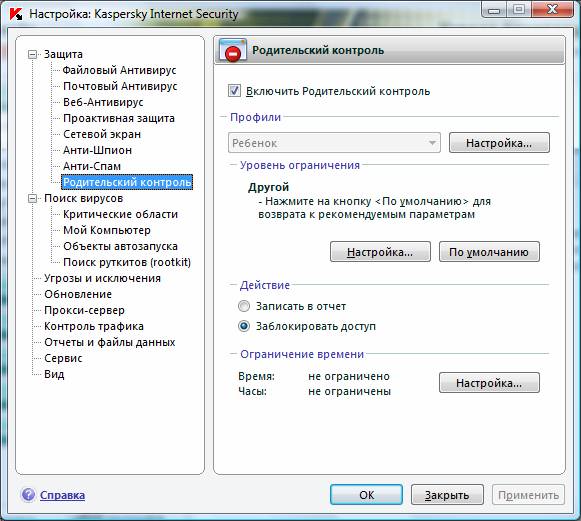 Настройка: Kaspersky Internet Security
Защита
Файловый Антивирус
Почтовый Антивирус
Веб-Антивирус
Проактивная защита
Сетевой экран
Анти-Шпион
Анти-Спам
Родительский контроль
Поиск вирусов
Критические области
Мой Компьютер
Объекты автозапуска
Поиск руткитов (rootkit)
Угрозы и исключения
Обновление
Прокси-сервер
Контроль трафика
Отчеты и файлы данных
Сервис
Вид
Родительский контроль
Включить Родительский контроль
Профили
Ребенок Настройка...
Уровень ограничения
Другой
- Нажмите на кнопку <По умолчанию> для
возврата к рекомендуемым параметрам
Настройка... По умолчанию
Действие
Записать в отчет
Заблокировать доступ
Ограничение времени
Время: не ограничено
Часы: не ограничены
Настройка...
Справка OK Закрыть Применить